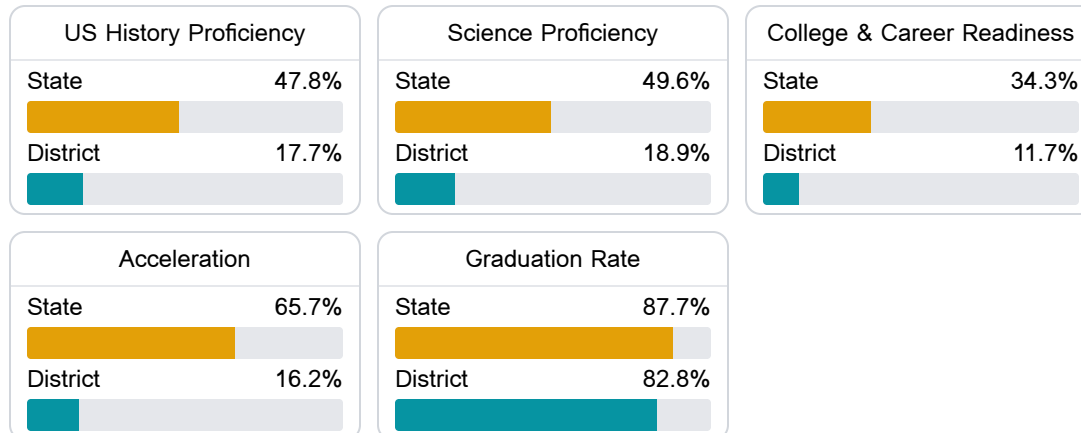 US History Proficiency
State 47.8%
District 17.7%
Science Proficiency
State 49.6%
District 18.9%
College & Career Readiness
State 34.3%
District 11.7%
Acceleration
State 65.7%
District 16.2%
Graduation Rate
State 87.7%
District 82.8%